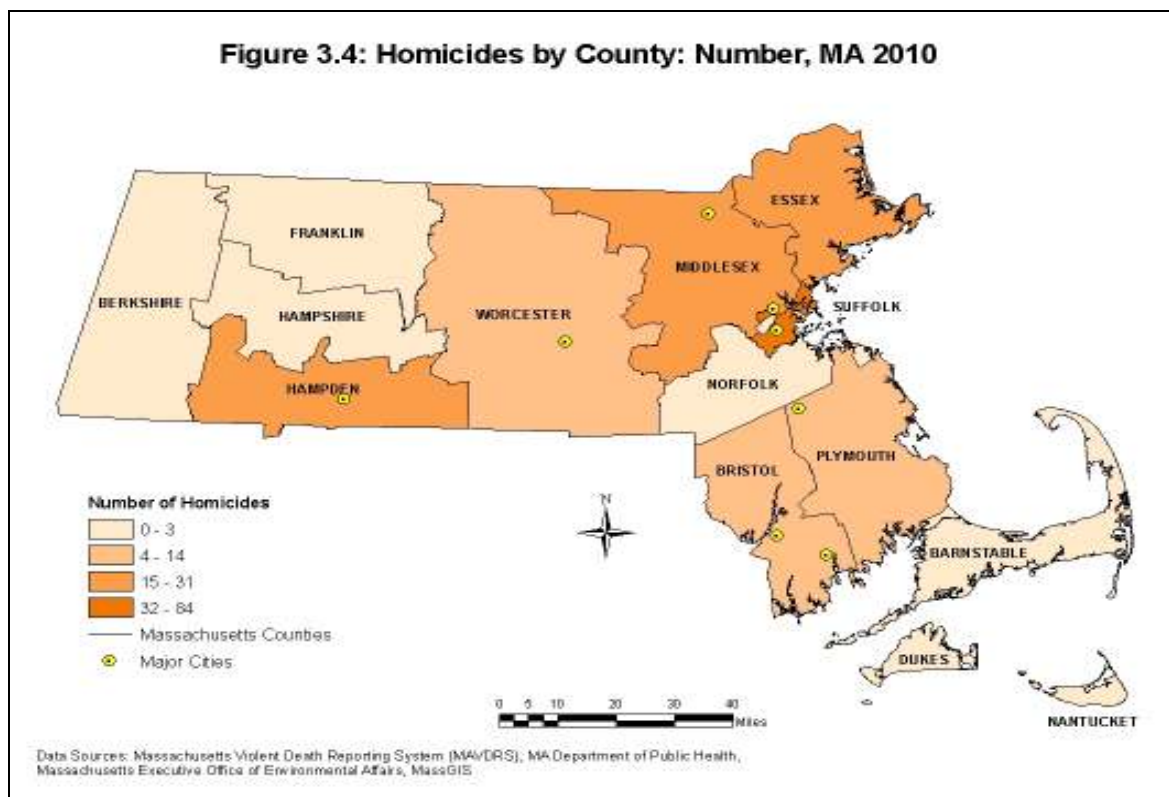 Figure 3.4: Homicides by County: Number, MA 2010
ESSEX
FRANKLIN
MIDDLESEX
BERKSHIRE
HAMPSHIRE
WORCESTER
SUFFOLK
HAMPDEN
NORFOLK
BRISTOL
PLYMOUTH
Number of Homicides
0 - 3
4 - 14
15 - 31
32 - 84
Massachusetts Counties
Major Cities
N
BARNSTABLE
DUKES
NANTUCKET
0 5 10 20 30 40
Miles
Data Sources: Massachusetts Violent Death Reporting System (MAVDRS), MA Department of Public Health,
Massachusetts Executive Office of Environmental Affairs, MassGIS